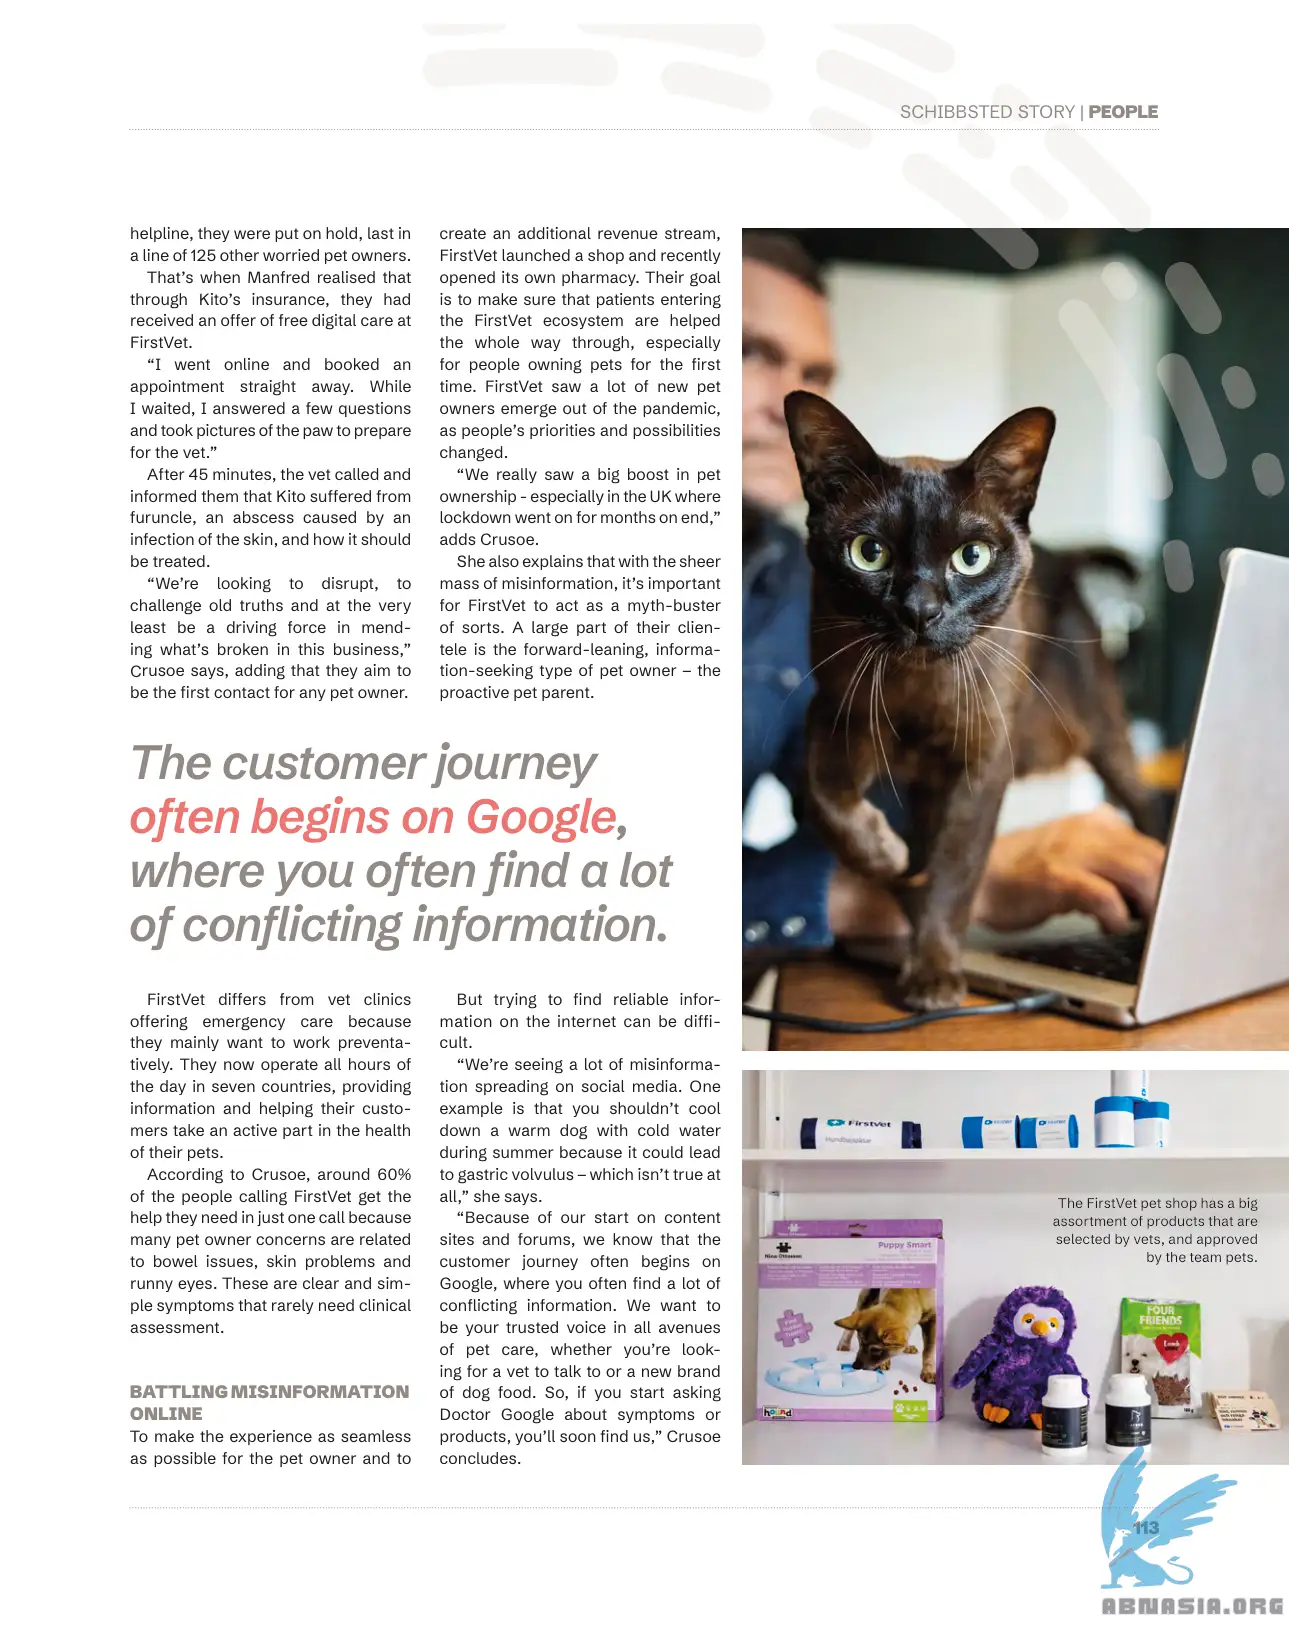 SCHIBBSTED STORY | PEOPLE
helpline, they were put on hold, last in
a line of 125 other worried pet owners.
That’s when Manfred realised that
through Kito’s insurance, they had
received an offer of free digital care at
FirstVet.
“I went online and booked an
appointment straight away. While
I waited, I answered a few questions
and took pictures of the paw to prepare
for the vet.”
After 45 minutes, the vet called and
informed them that Kito suffered from
furuncle, an abscess caused by an
infection of the skin, and how it should
be treated.
“We’re looking to disrupt, to
challenge old truths and at the very
least be a driving force in mend-
ing what’s broken in this business,”
Crusoe says, adding that they aim to
be the first contact for any pet owner.
create an additional revenue stream,
FirstVet launched a shop and recently
opened its own pharmacy. Their goal
is to make sure that patients entering
the FirstVet ecosystem are helped
the whole way through, especially
for people owning pets for the first
time. FirstVet saw a lot of new pet
owners emerge out of the pandemic,
as people’s priorities and possibilities
changed.
“We really saw a big boost in pet
ownership - especially in the UK where
lockdown went on for months on end,”
adds Crusoe.
She also explains that with the sheer
mass of misinformation, it’s important
for FirstVet to act as a myth-buster
of sorts. A large part of their clien-
tele is the forward-leaning, informa-
tion-seeking type of pet owner – the
proactive pet parent.
The customer journey
often begins on Google,
where you often find a lot
of conflicting information.
FirstVet differs from vet clinics
offering emergency care because
they mainly want to work preventa-
tively. They now operate all hours of
the day in seven countries, providing
information and helping their custo-
mers take an active part in the health
of their pets.
According to Crusoe, around 60%
of the people calling FirstVet get the
help they need in just one call because
many pet owner concerns are related
to bowel issues, skin problems and
runny eyes. These are clear and sim-
ple symptoms that rarely need clinical
assessment.
BATTLING MISINFORMATION
ONLINE
To make the experience as seamless
as possible for the pet owner and to
But trying to find reliable infor-
mation on the internet can be diffi-
cult.
“We’re seeing a lot of misinforma-
tion spreading on social media. One
example is that you shouldn’t cool
down a warm dog with cold water
during summer because it could lead
to gastric volvulus – which isn’t true at
all,” she says.
“Because of our start on content
sites and forums, we know that the
customer journey often begins on
Google, where you often find a lot of
conflicting information. We want to
be your trusted voice in all avenues
of pet care, whether you’re look-
ing for a vet to talk to or a new brand
of dog food. So, if you start asking
Doctor Google about symptoms or
products, you’ll soon find us,” Crusoe
concludes.
Firstvet
The FirstVet pet shop has a big
assortment of products that are
selected by vets, and approved
by the team pets.
Nina Ottosson
Puppy Smart
hound
FOUR
FRIENDS
Lamb
113
ABNASIA.ORG